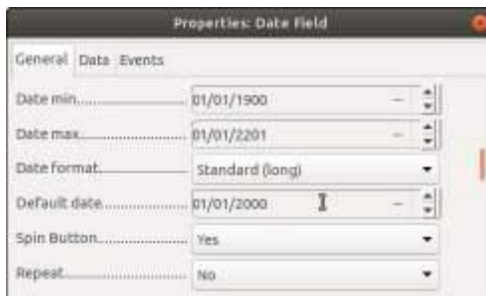 Properties: Date Field
General Data Events
Date min.................... 01/01/1900
Date max................... 01/01/2201
Date format............... Standard (long)
Default date.............. 01/01/2000
Spin Button............... Yes
Repeat...................... No